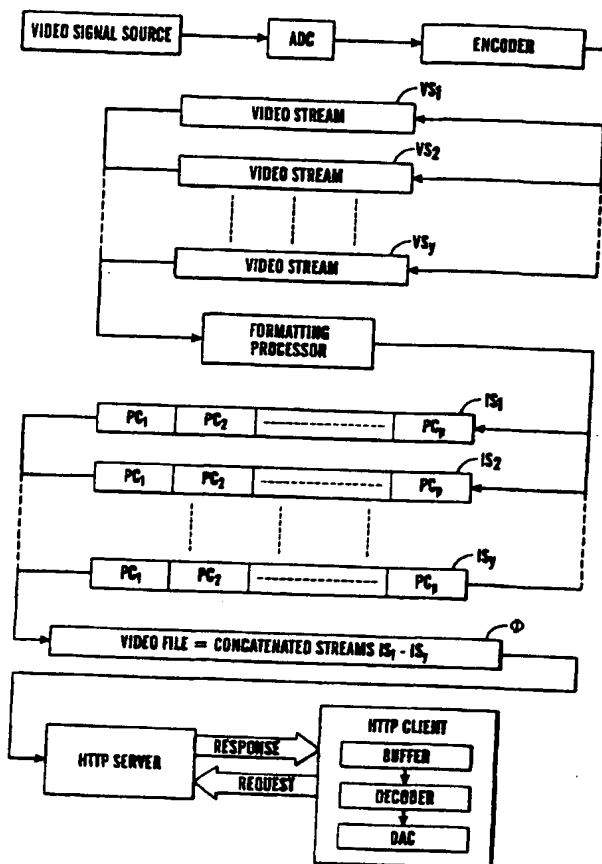 VIDEO SIGNAL SOURCE
ADC
ENCODER
VS1
VIDEO STREAM
VS2
VIDEO STREAM
VSy
VIDEO STREAM
FORMATTING
PROCESSOR
IS1
PC1 PC2 PCp
IS2
PC1 PC2 PCp
ISy
PC1 PC2 PCp
Φ
VIDEO FILE = CONCATENATED STREAMS IS1 - ISy
HTTP SERVER
RESPONSE
REQUEST
HTTP CLIENT
BUFFER
DECODER
DAC